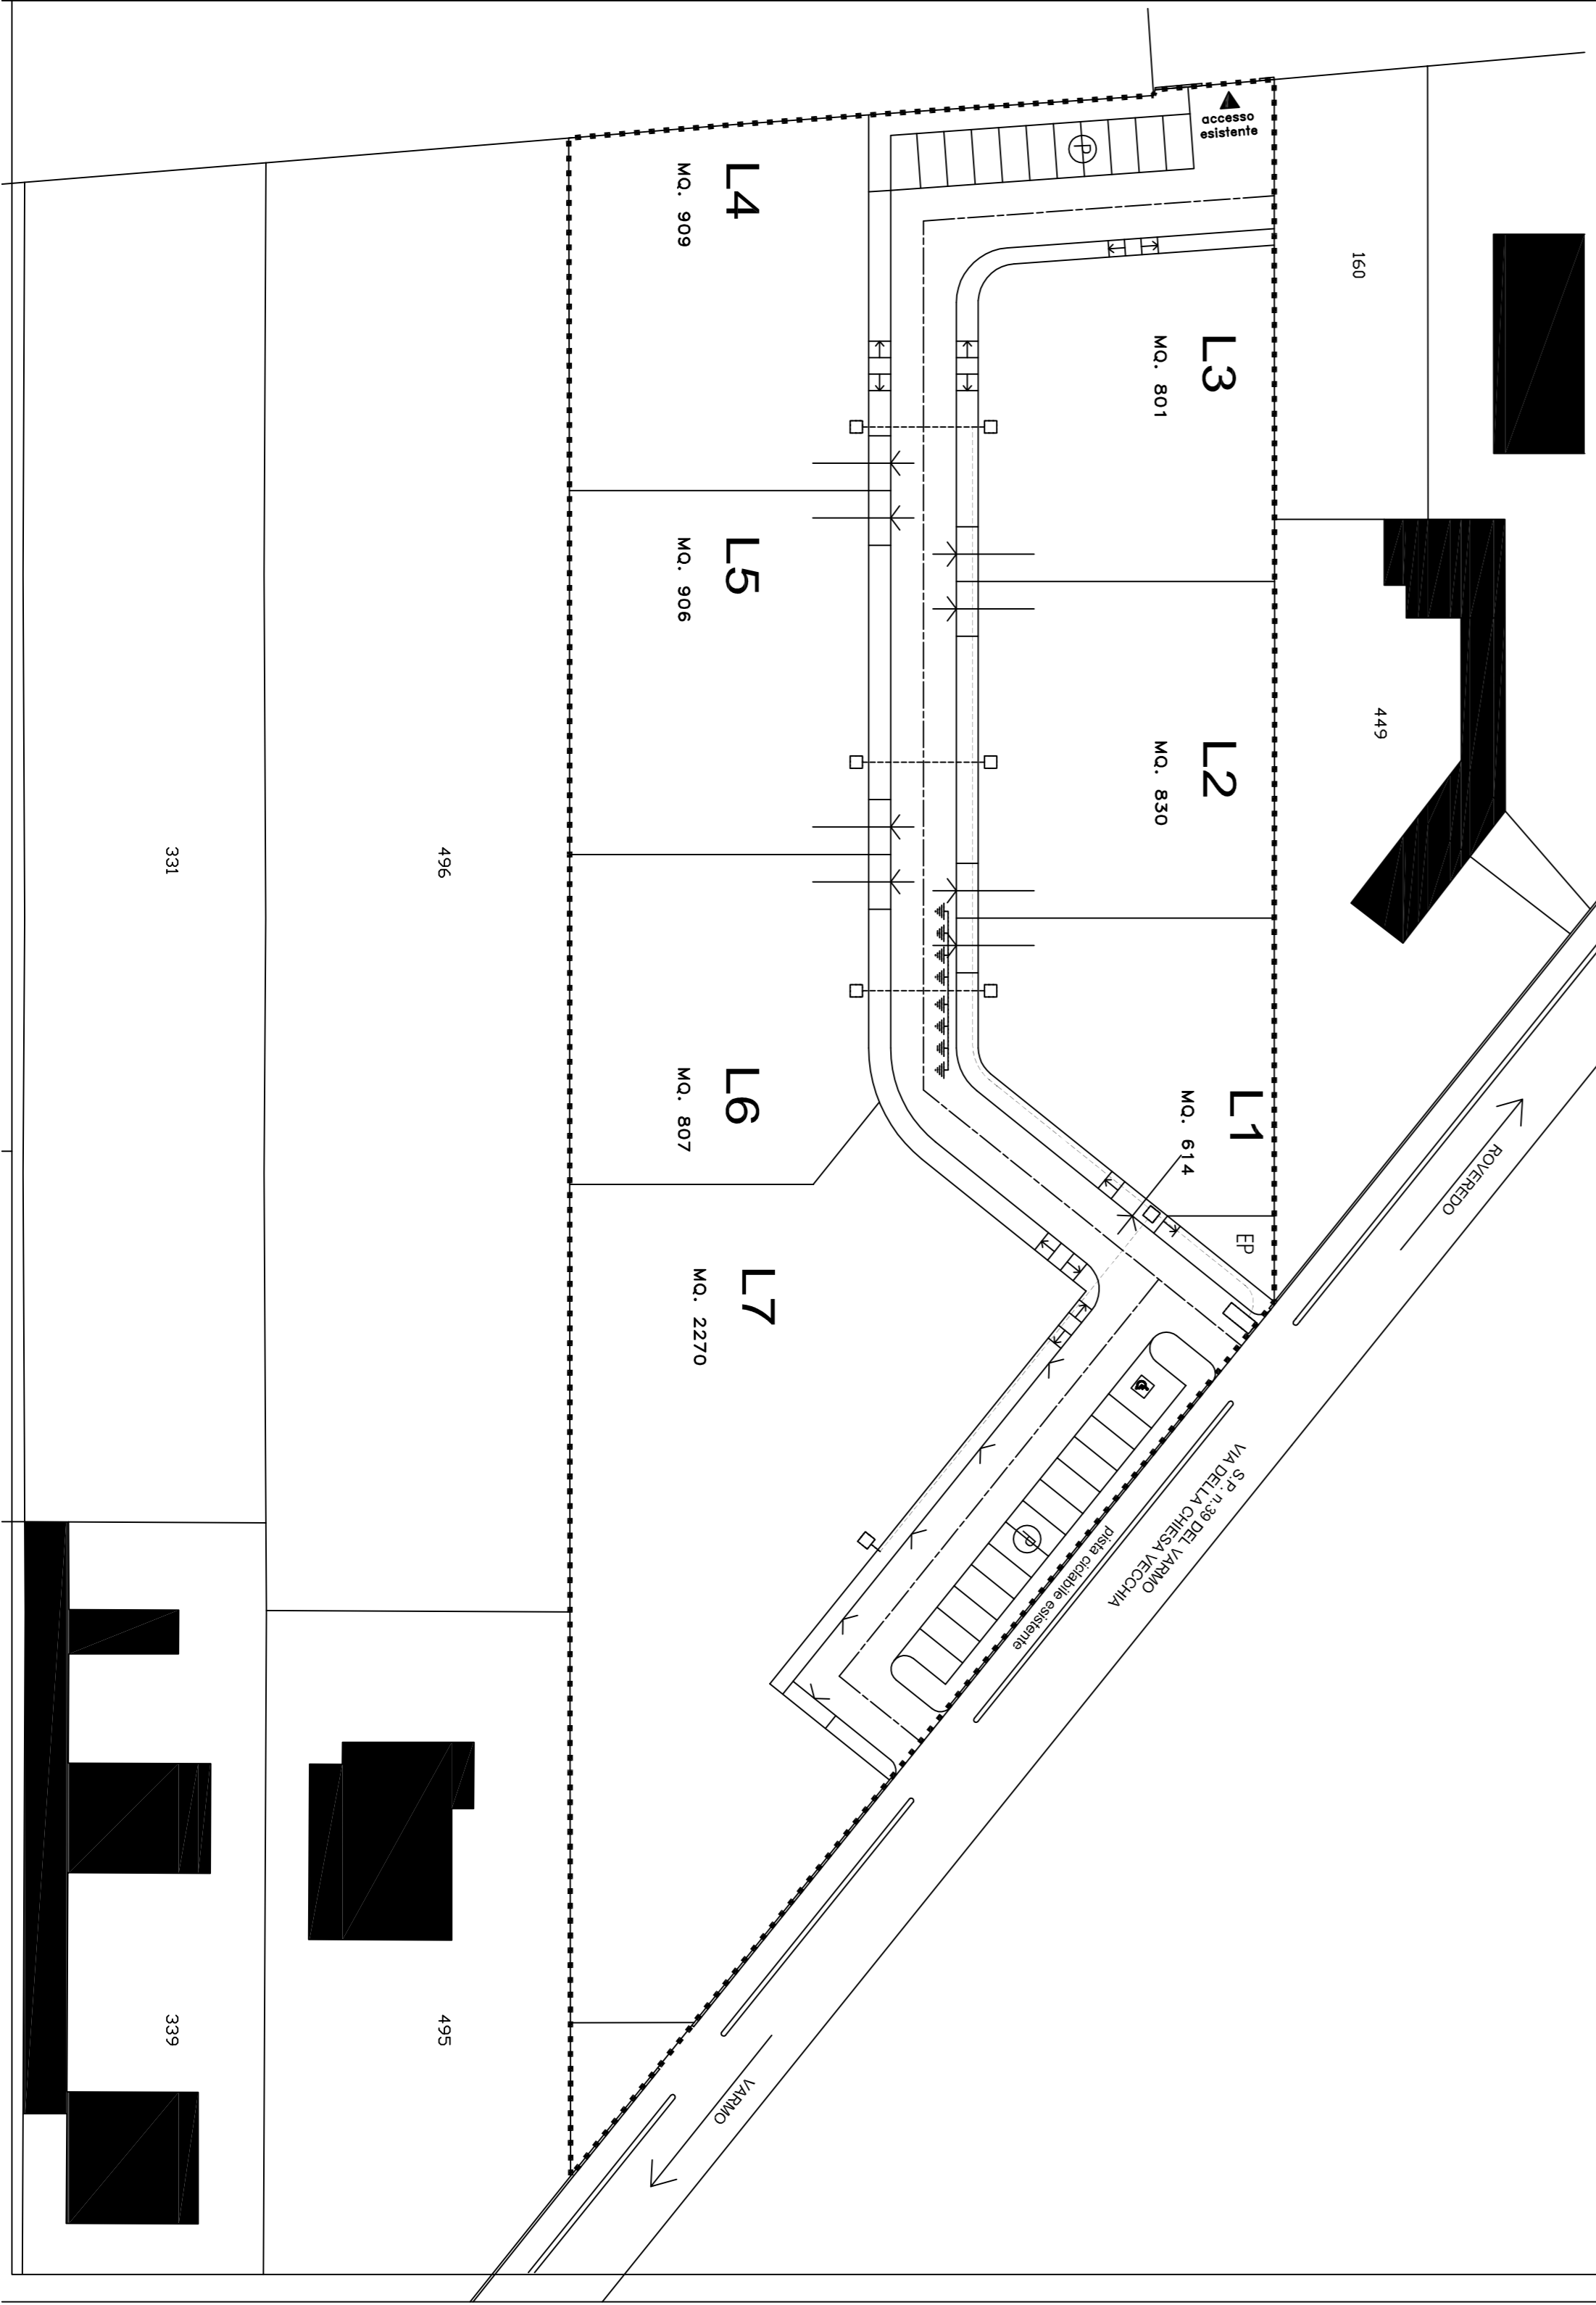 accesso
esistente
P
160
L4
MQ. 909
L3
MQ. 801
L5
MQ. 906
L2
MQ. 830
449
331
496
L6
MQ. 807
L1
MQ. 614
EP
ROVEREDO
L7
MQ. 2270
P
S.P. n.39 DEL VARMO
VIA DELLA CHIESA VECCHIA
pista ciclabile esistente
339
495
VARMO